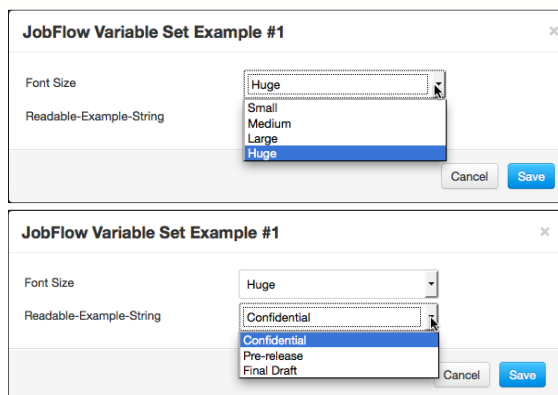 JobFlow Variable Set Example #1 ×
Font Size Huge
Readable-Example-String
Small
Medium
Large
Huge
Cancel Save
JobFlow Variable Set Example #1 ×
Font Size Huge
Readable-Example-String Confidential
Confidential
Pre-release
Final Draft
Cancel Save